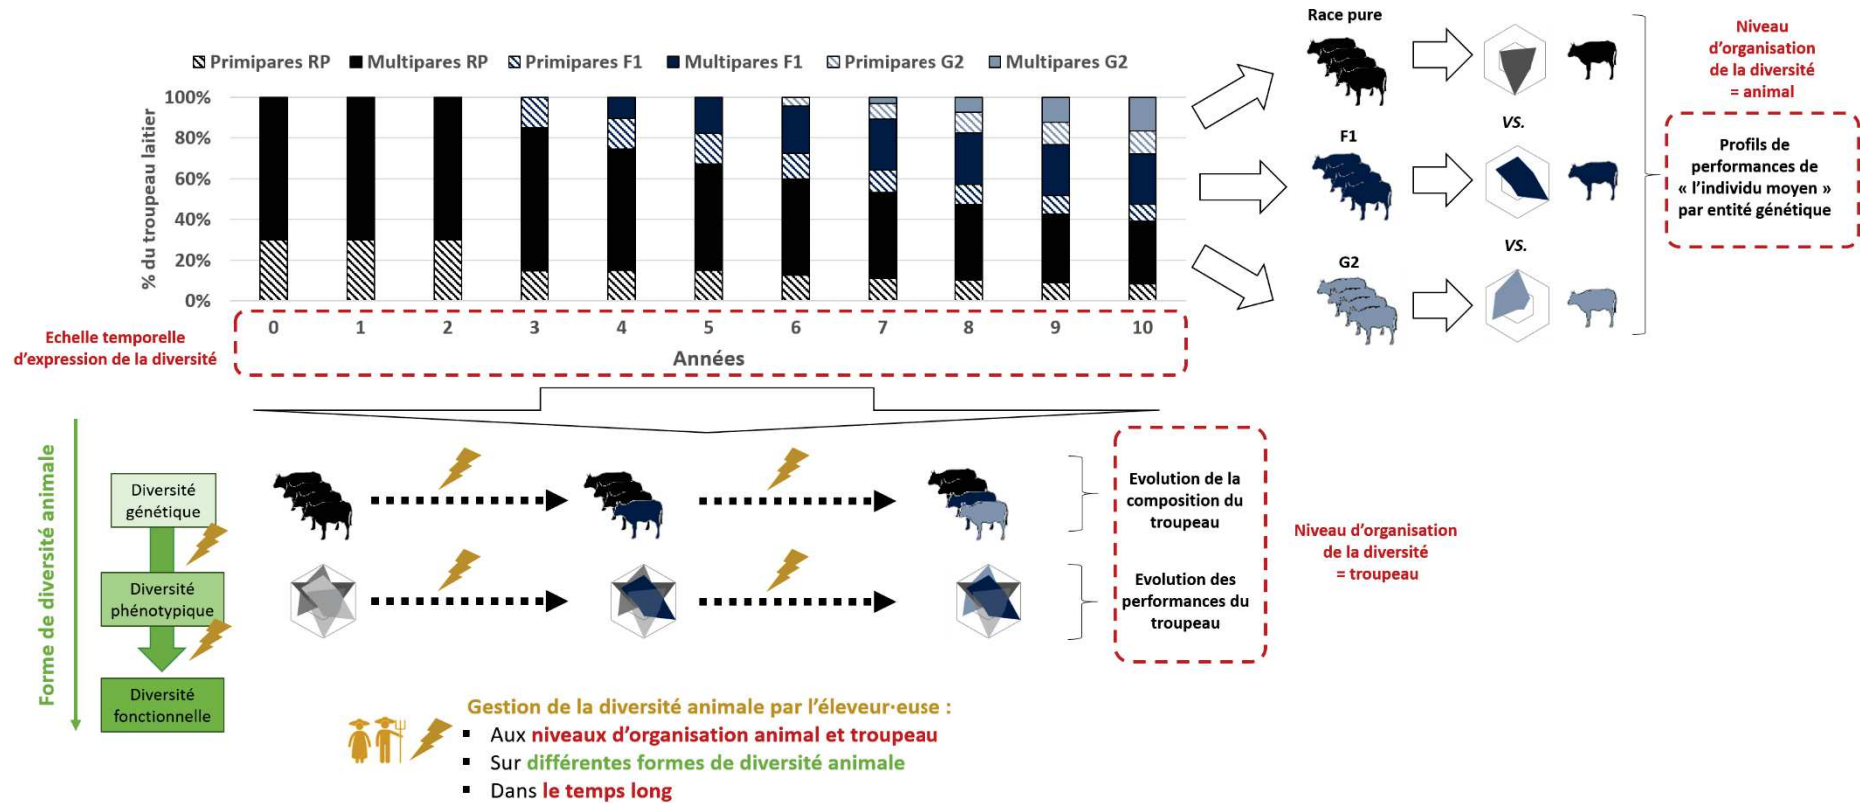 Primipares RP Multipares RP Primipares F1 Multipares F1 Primipares G2 Multipares G2
% du troupeau laitier
100%
80%
60%
40%
20%
0%
0 1 2 3 4 5 6 7 8 9 10
Années
Echelle temporelle
d'expression de la diversité
Race pure
VS.
F1
VS.
G2
Niveau
d'organisation
de la diversité
= animal
Profils de
performances de
« l'individu moyen »
par entité génétique
Forme de diversité animale
Diversité
génétique
Diversité
phénotypique
Diversité
fonctionnelle
Evolution de la
composition du
troupeau
Evolution des
performances du
troupeau
Niveau d'organisation
de la diversité
= troupeau
Gestion de la diversité animale par l'éleveur·euse :
▪ Aux niveaux d'organisation animal et troupeau
▪ Sur différentes formes de diversité animale
▪ Dans le temps long